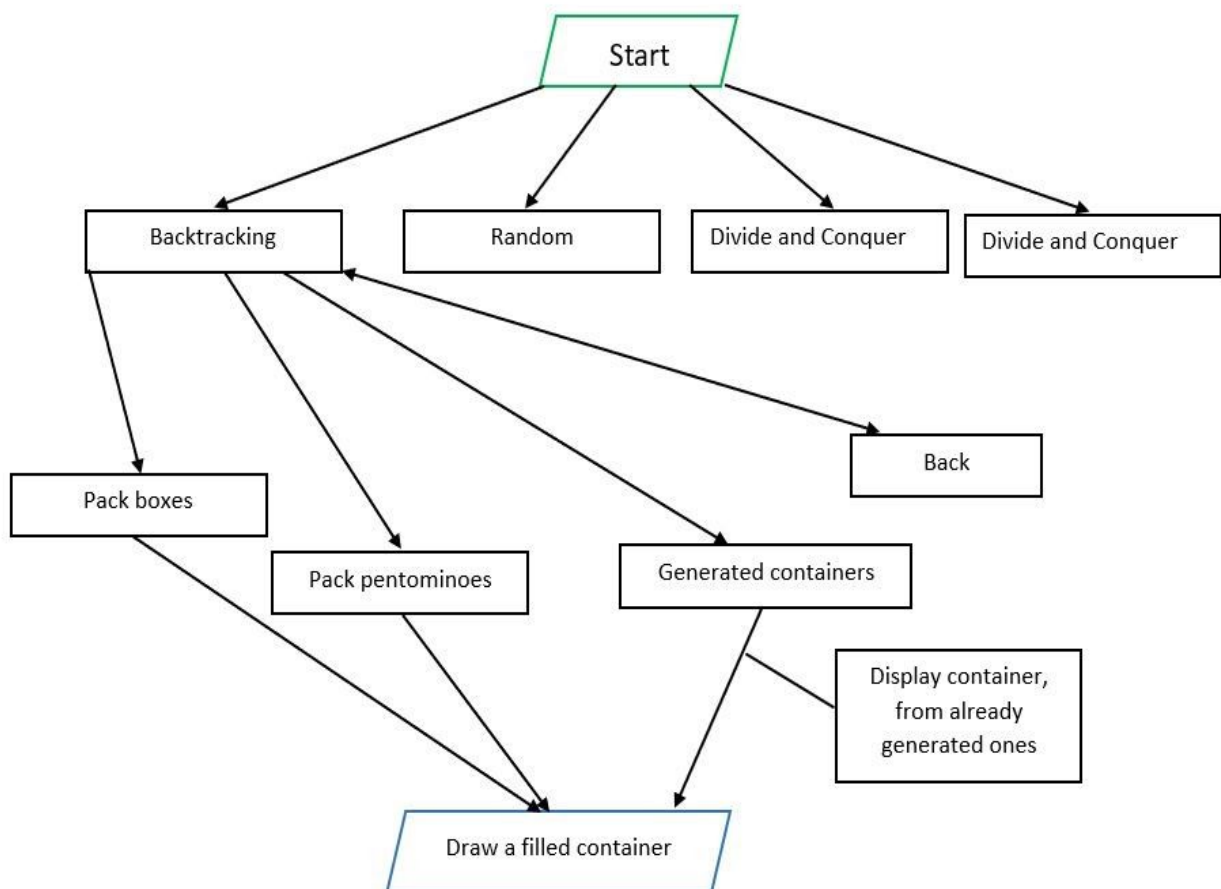 Start
Backtracking
Random
Divide and Conquer
Divide and Conquer
Back
Pack boxes
Pack pentominoes
Generated containers
Display container,
from already
generated ones
Draw a filled container